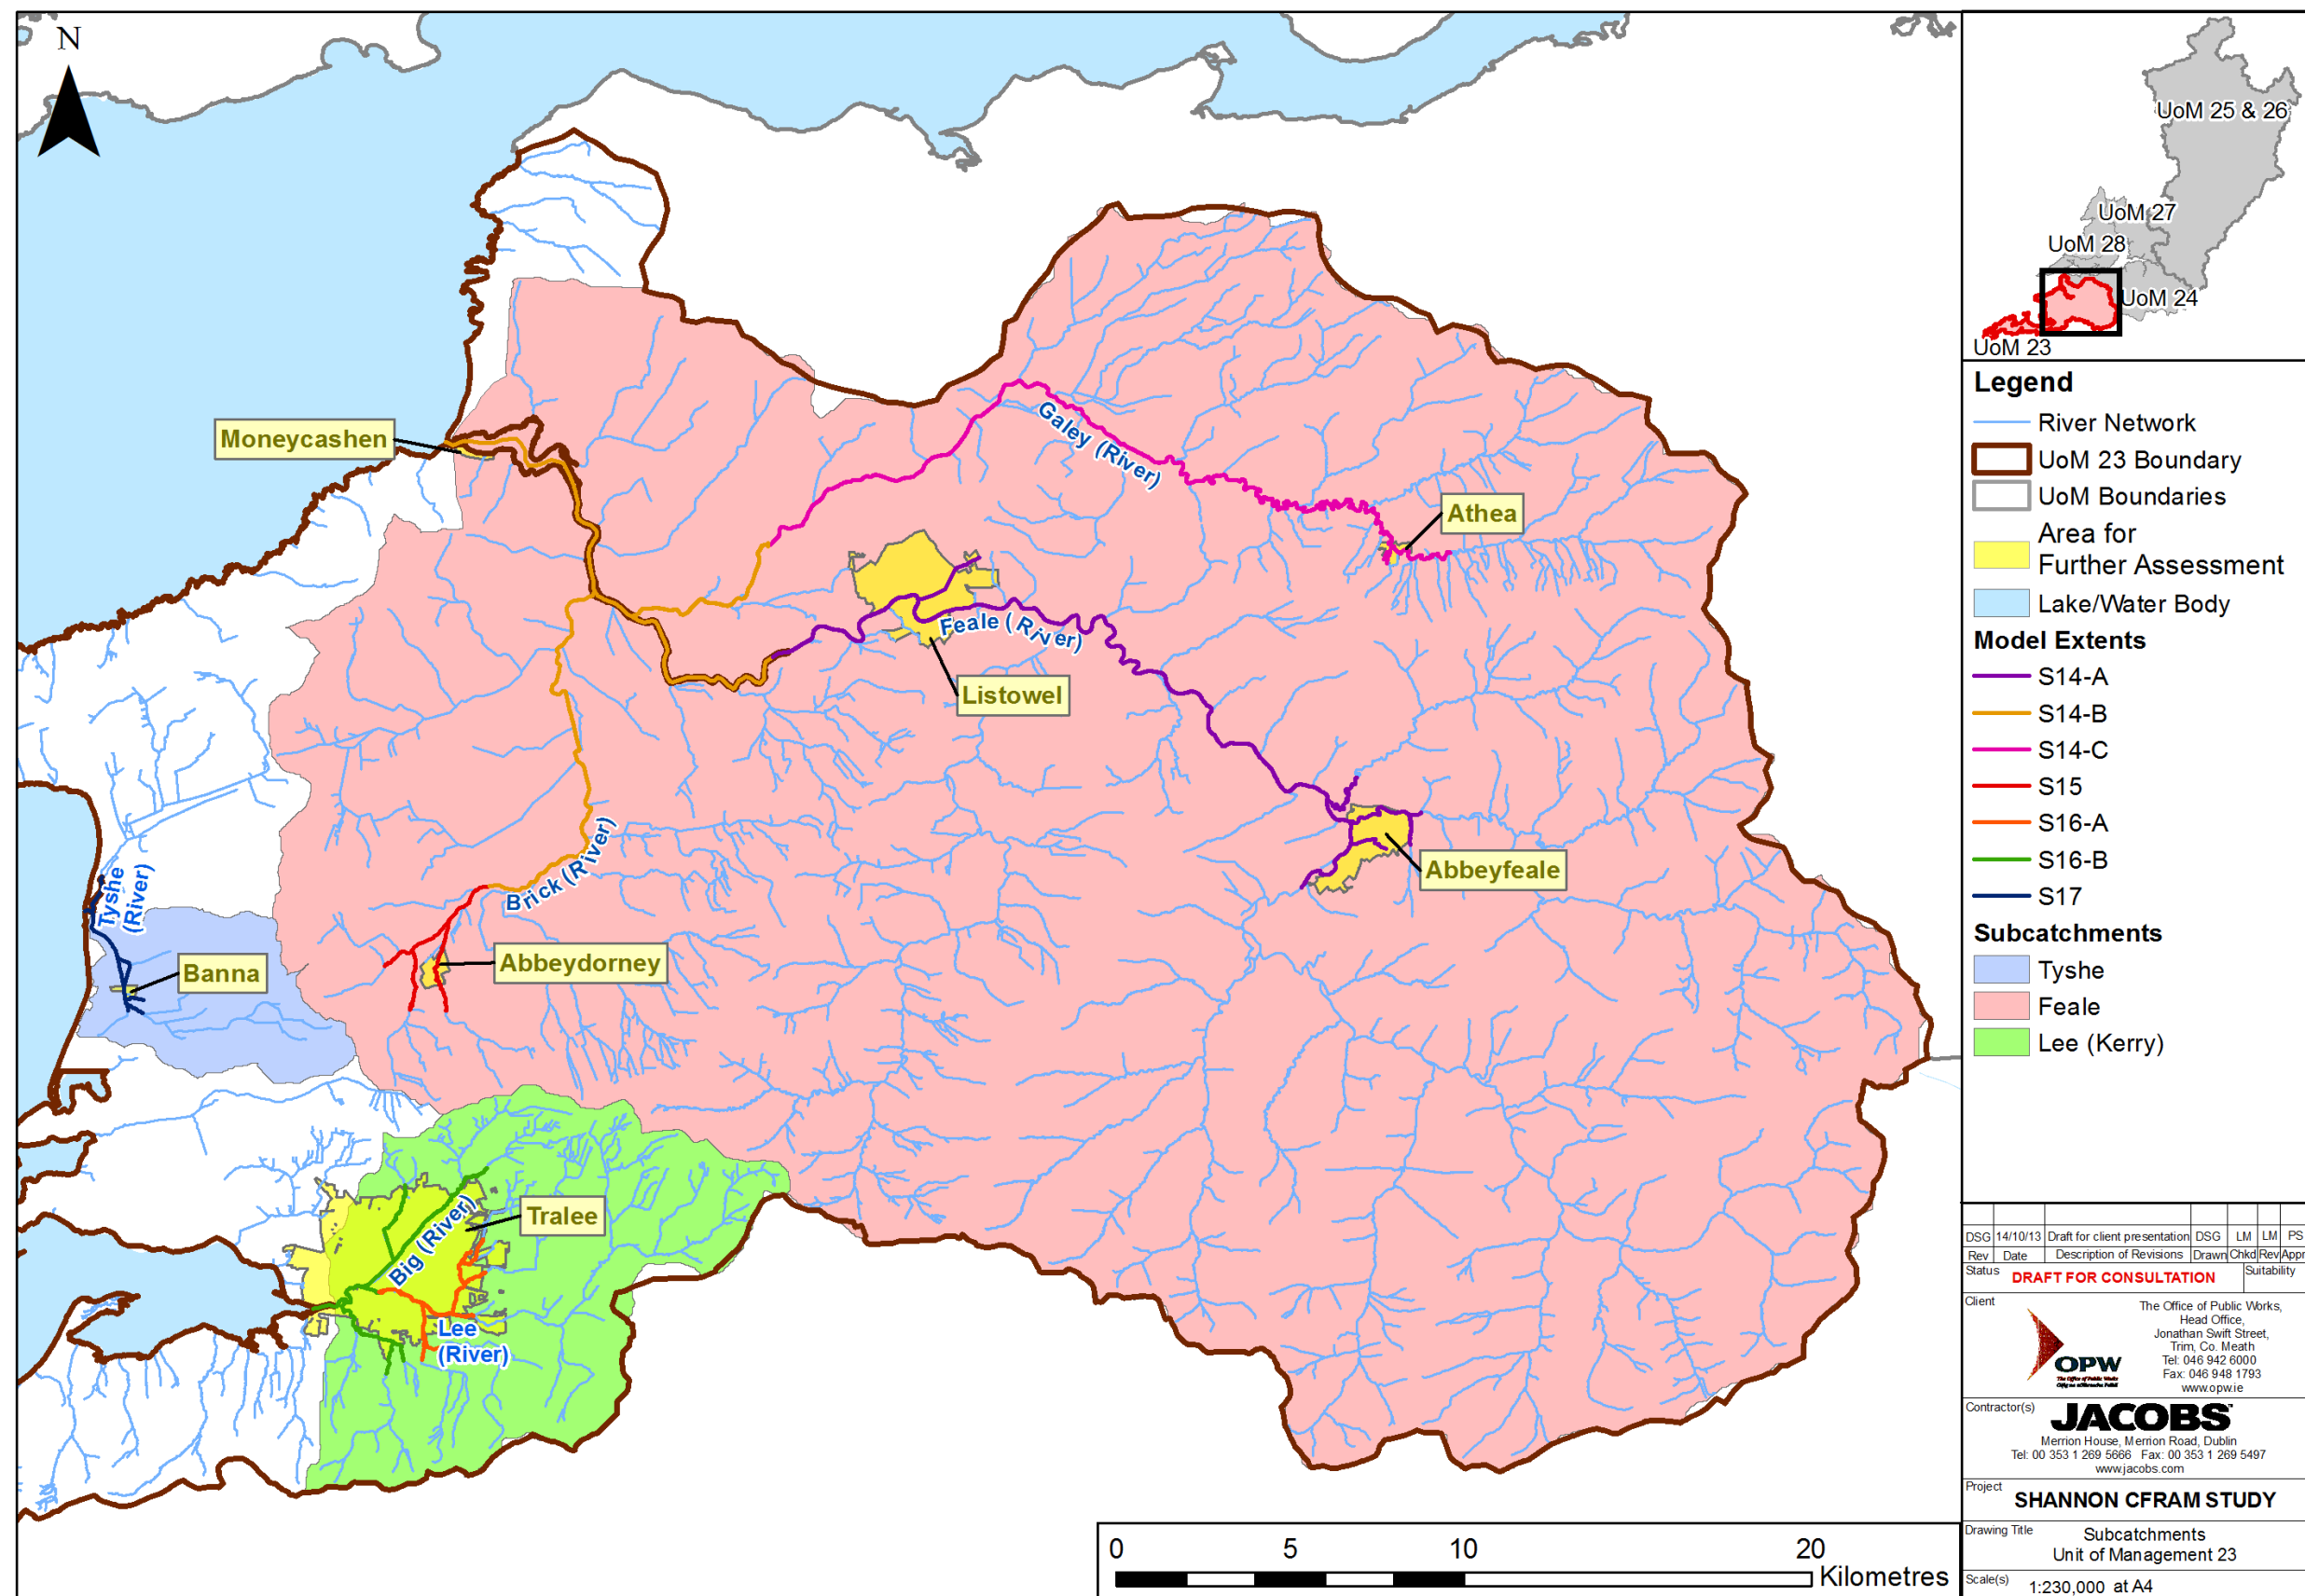 N
Moneycashen
Galey (River)
Athea
Feale (River)
Listowel
Abbeyfeale
Brick (River)
Tyshe
(River)
Banna
Abbeydorney
Tralee
Big (River)
Lee
(River)
0 5 10 20
Kilometres
UoM 25 & 26
UoM 27
UoM 28
UoM 24
UoM 23
Legend
River Network
UoM 23 Boundary
UoM Boundaries
Area for
Further Assessment
Lake/Water Body
Model Extents
S14-A
S14-B
S14-C
S15
S16-A
S16-B
S17
Subcatchments
Tyshe
Feale
Lee (Kerry)
DSG 14/10/13 Draft for client presentation DSG LM LM PS
Rev Date Description of Revisions Drawn Chkd Rev Appr
Status DRAFT FOR CONSULTATION Suitability
Client
The Office of Public Works,
Head Office,
Jonathan Swift Street,
Trim, Co. Meath
Tel: 046 942 6000
Fax: 046 948 1793
www.opw.ie
OPW
The Office of Public Works
Contractor(s)
JACOBS
Merrion House, Merrion Road, Dublin
Tel: 00 353 1 269 5666 Fax: 00 353 1 269 5497
www.jacobs.com
Project
SHANNON CFRAM STUDY
Drawing Title
Subcatchments
Unit of Management 23
Scale(s) 1:230,000 at A4